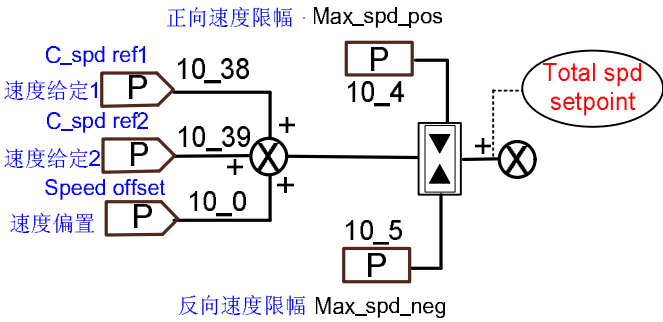 正向速度限幅 · Max_spd_pos
C_spd ref1
速度给定1
P
10_38
C_spd ref2
速度给定2
P
10_39
Speed offset
速度偏置
P
10_0
+
+
+
P
10_4
10_5
P
+
Total spd
setpoint
反向速度限幅 Max_spd_neg